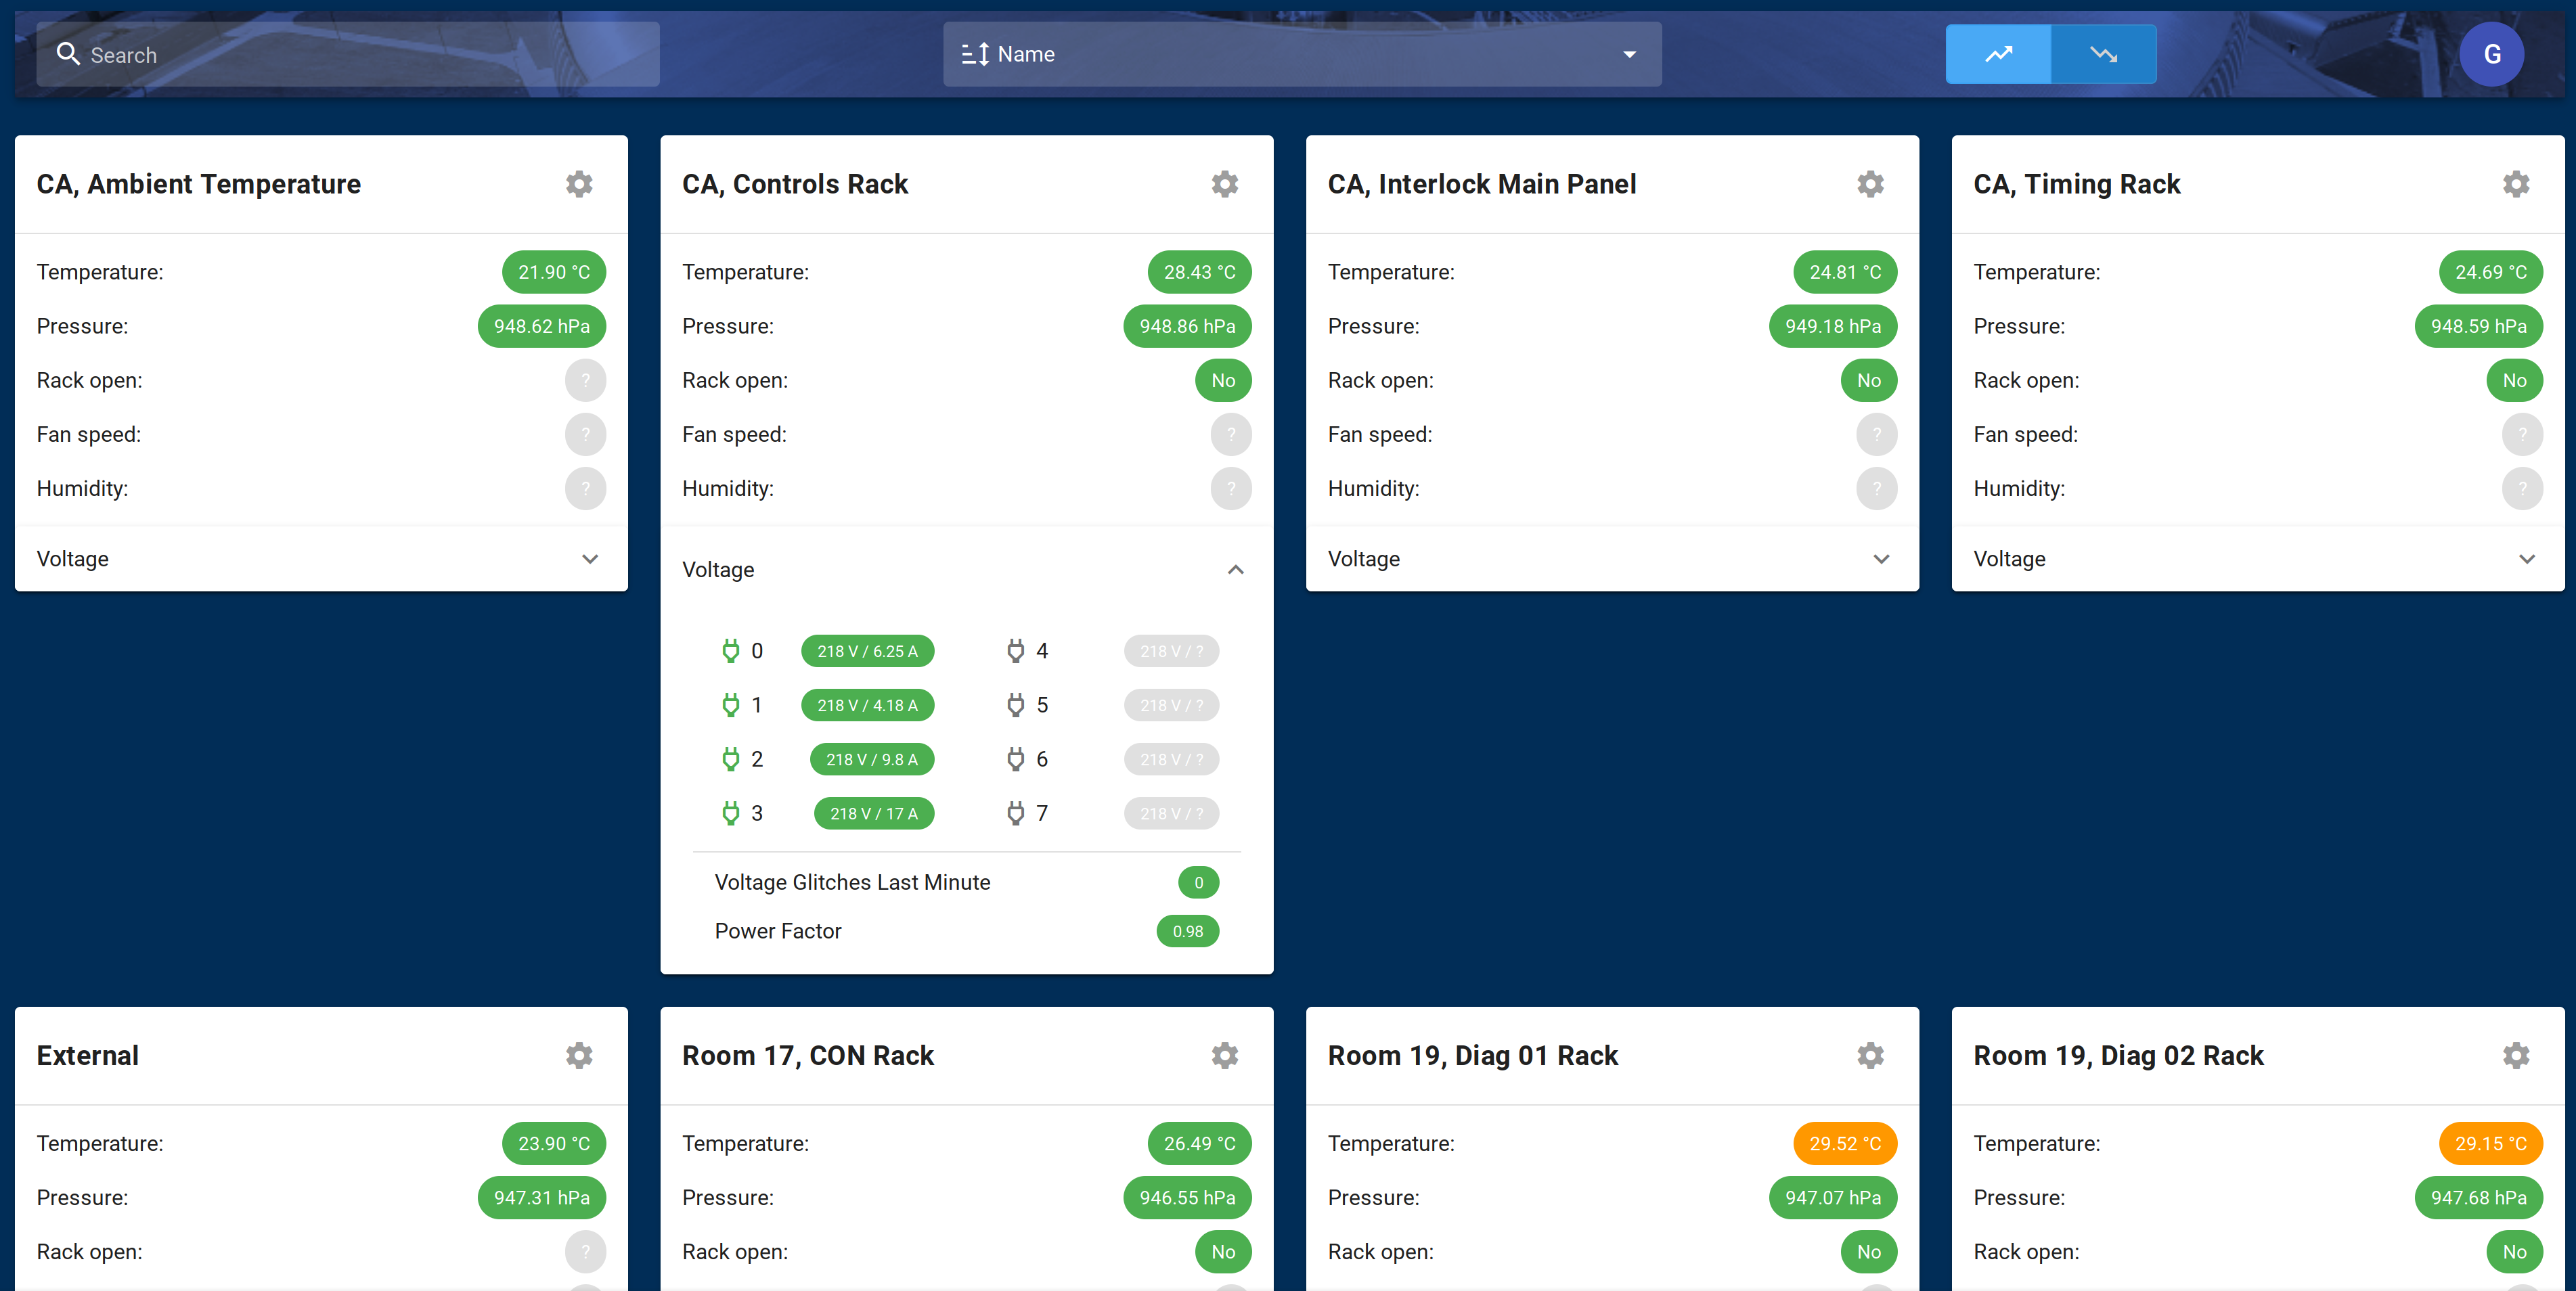 Search
Name
G
CA, Ambient Temperature
Temperature: 21.90 °C
Pressure: 948.62 hPa
Rack open: ?
Fan speed: ?
Humidity: ?
Voltage
CA, Controls Rack
Temperature: 28.43 °C
Pressure: 948.86 hPa
Rack open: No
Fan speed: ?
Humidity: ?
Voltage
0 218 V / 6.25 A 4 218 V / ?
1 218 V / 4.18 A 5 218 V / ?
2 218 V / 9.8 A 6 218 V / ?
3 218 V / 17 A 7 218 V / ?
Voltage Glitches Last Minute 0
Power Factor 0.98
CA, Interlock Main Panel
Temperature: 24.81 °C
Pressure: 949.18 hPa
Rack open: No
Fan speed: ?
Humidity: ?
Voltage
CA, Timing Rack
Temperature: 24.69 °C
Pressure: 948.59 hPa
Rack open: No
Fan speed: ?
Humidity: ?
Voltage
External
Temperature: 23.90 °C
Pressure: 947.31 hPa
Rack open: ?
Room 17, CON Rack
Temperature: 26.49 °C
Pressure: 946.55 hPa
Rack open: No
Room 19, Diag 01 Rack
Temperature: 29.52 °C
Pressure: 947.07 hPa
Rack open: No
Room 19, Diag 02 Rack
Temperature: 29.15 °C
Pressure: 947.68 hPa
Rack open: No